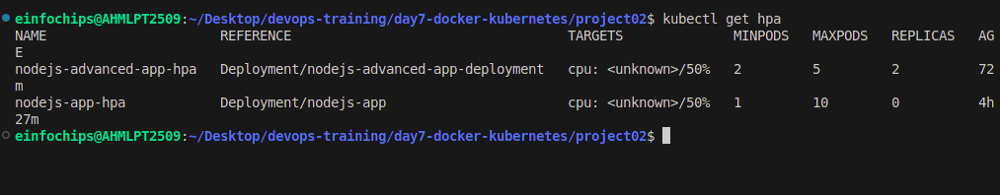 einfochips@AHMLPT2509:~/Desktop/devops-training/day7-docker-kubernetes/project02$ kubectl get hpa
NAME REFERENCE TARGETS MINPODS MAXPODS REPLICAS AG
E
nodejs-advanced-app-hpa Deployment/nodejs-advanced-app-deployment cpu: <unknown>/50% 2 5 2 72
m
nodejs-app-hpa Deployment/nodejs-app cpu: <unknown>/50% 1 10 0 4h
27m
einfochips@AHMLPT2509:~/Desktop/devops-training/day7-docker-kubernetes/project02$